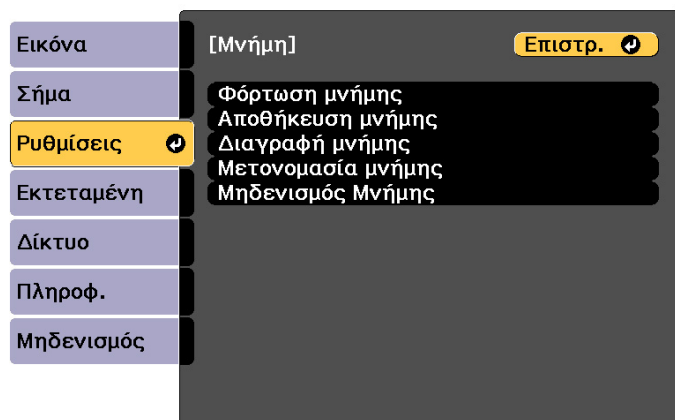 Εικόνα
Σήμα
Ρυθμίσεις
Εκτεταμένη
Δίκτυο
Πληροφ.
Μηδενισμός
[Μνήμη]
Επιστρ.
Φόρτωση μνήμης
Αποθήκευση μνήμης
Διαγραφή μνήμης
Μετονομασία μνήμης
Μηδενισμός Μνήμης